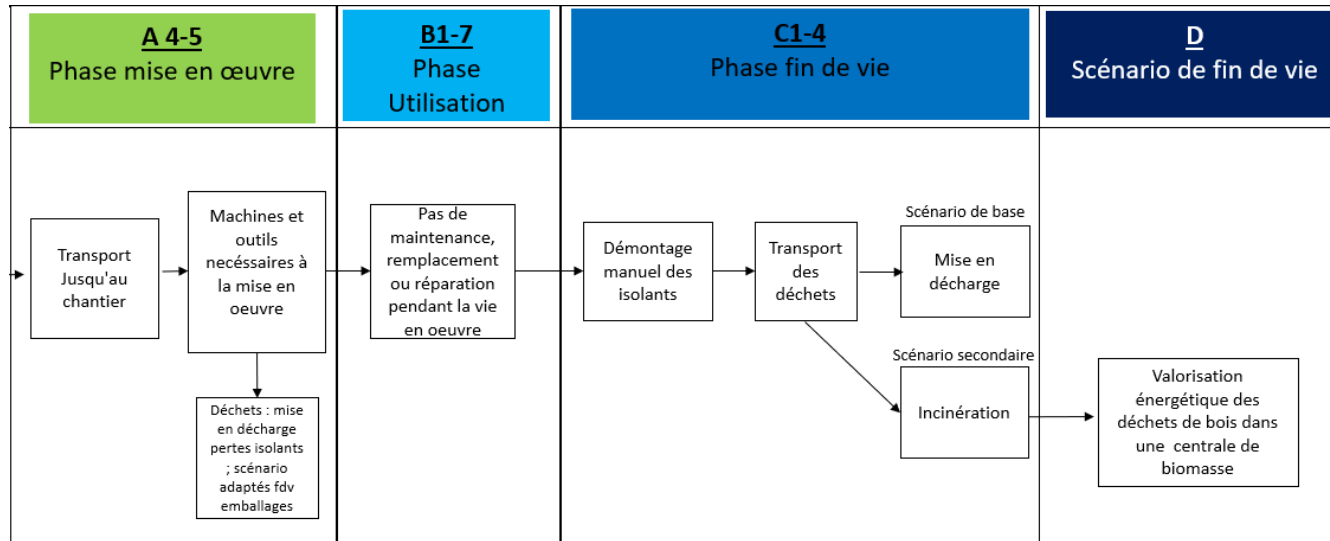 A 4-5
Phase mise en œuvre
B1-7
Phase
Utilisation
C1-4
Phase fin de vie
D
Scénario de fin de vie
Transport
Jusqu'au
chantier
Machines et
outils
necéssaires à
la mise en
oeuvre
Déchets : mise
en décharge
pertes isolants
; scénario
adaptés fdv
emballages
Pas de
maintenance,
remplacement
ou réparation
pendant la vie
en oeuvre
Démontage
manuel des
isolants
Transport
des
déchets
Scénario de base
Mise en
décharge
Scénario secondaire
Incinération
Valorisation
énergétique des
déchets de bois dans
une centrale de
biomasse